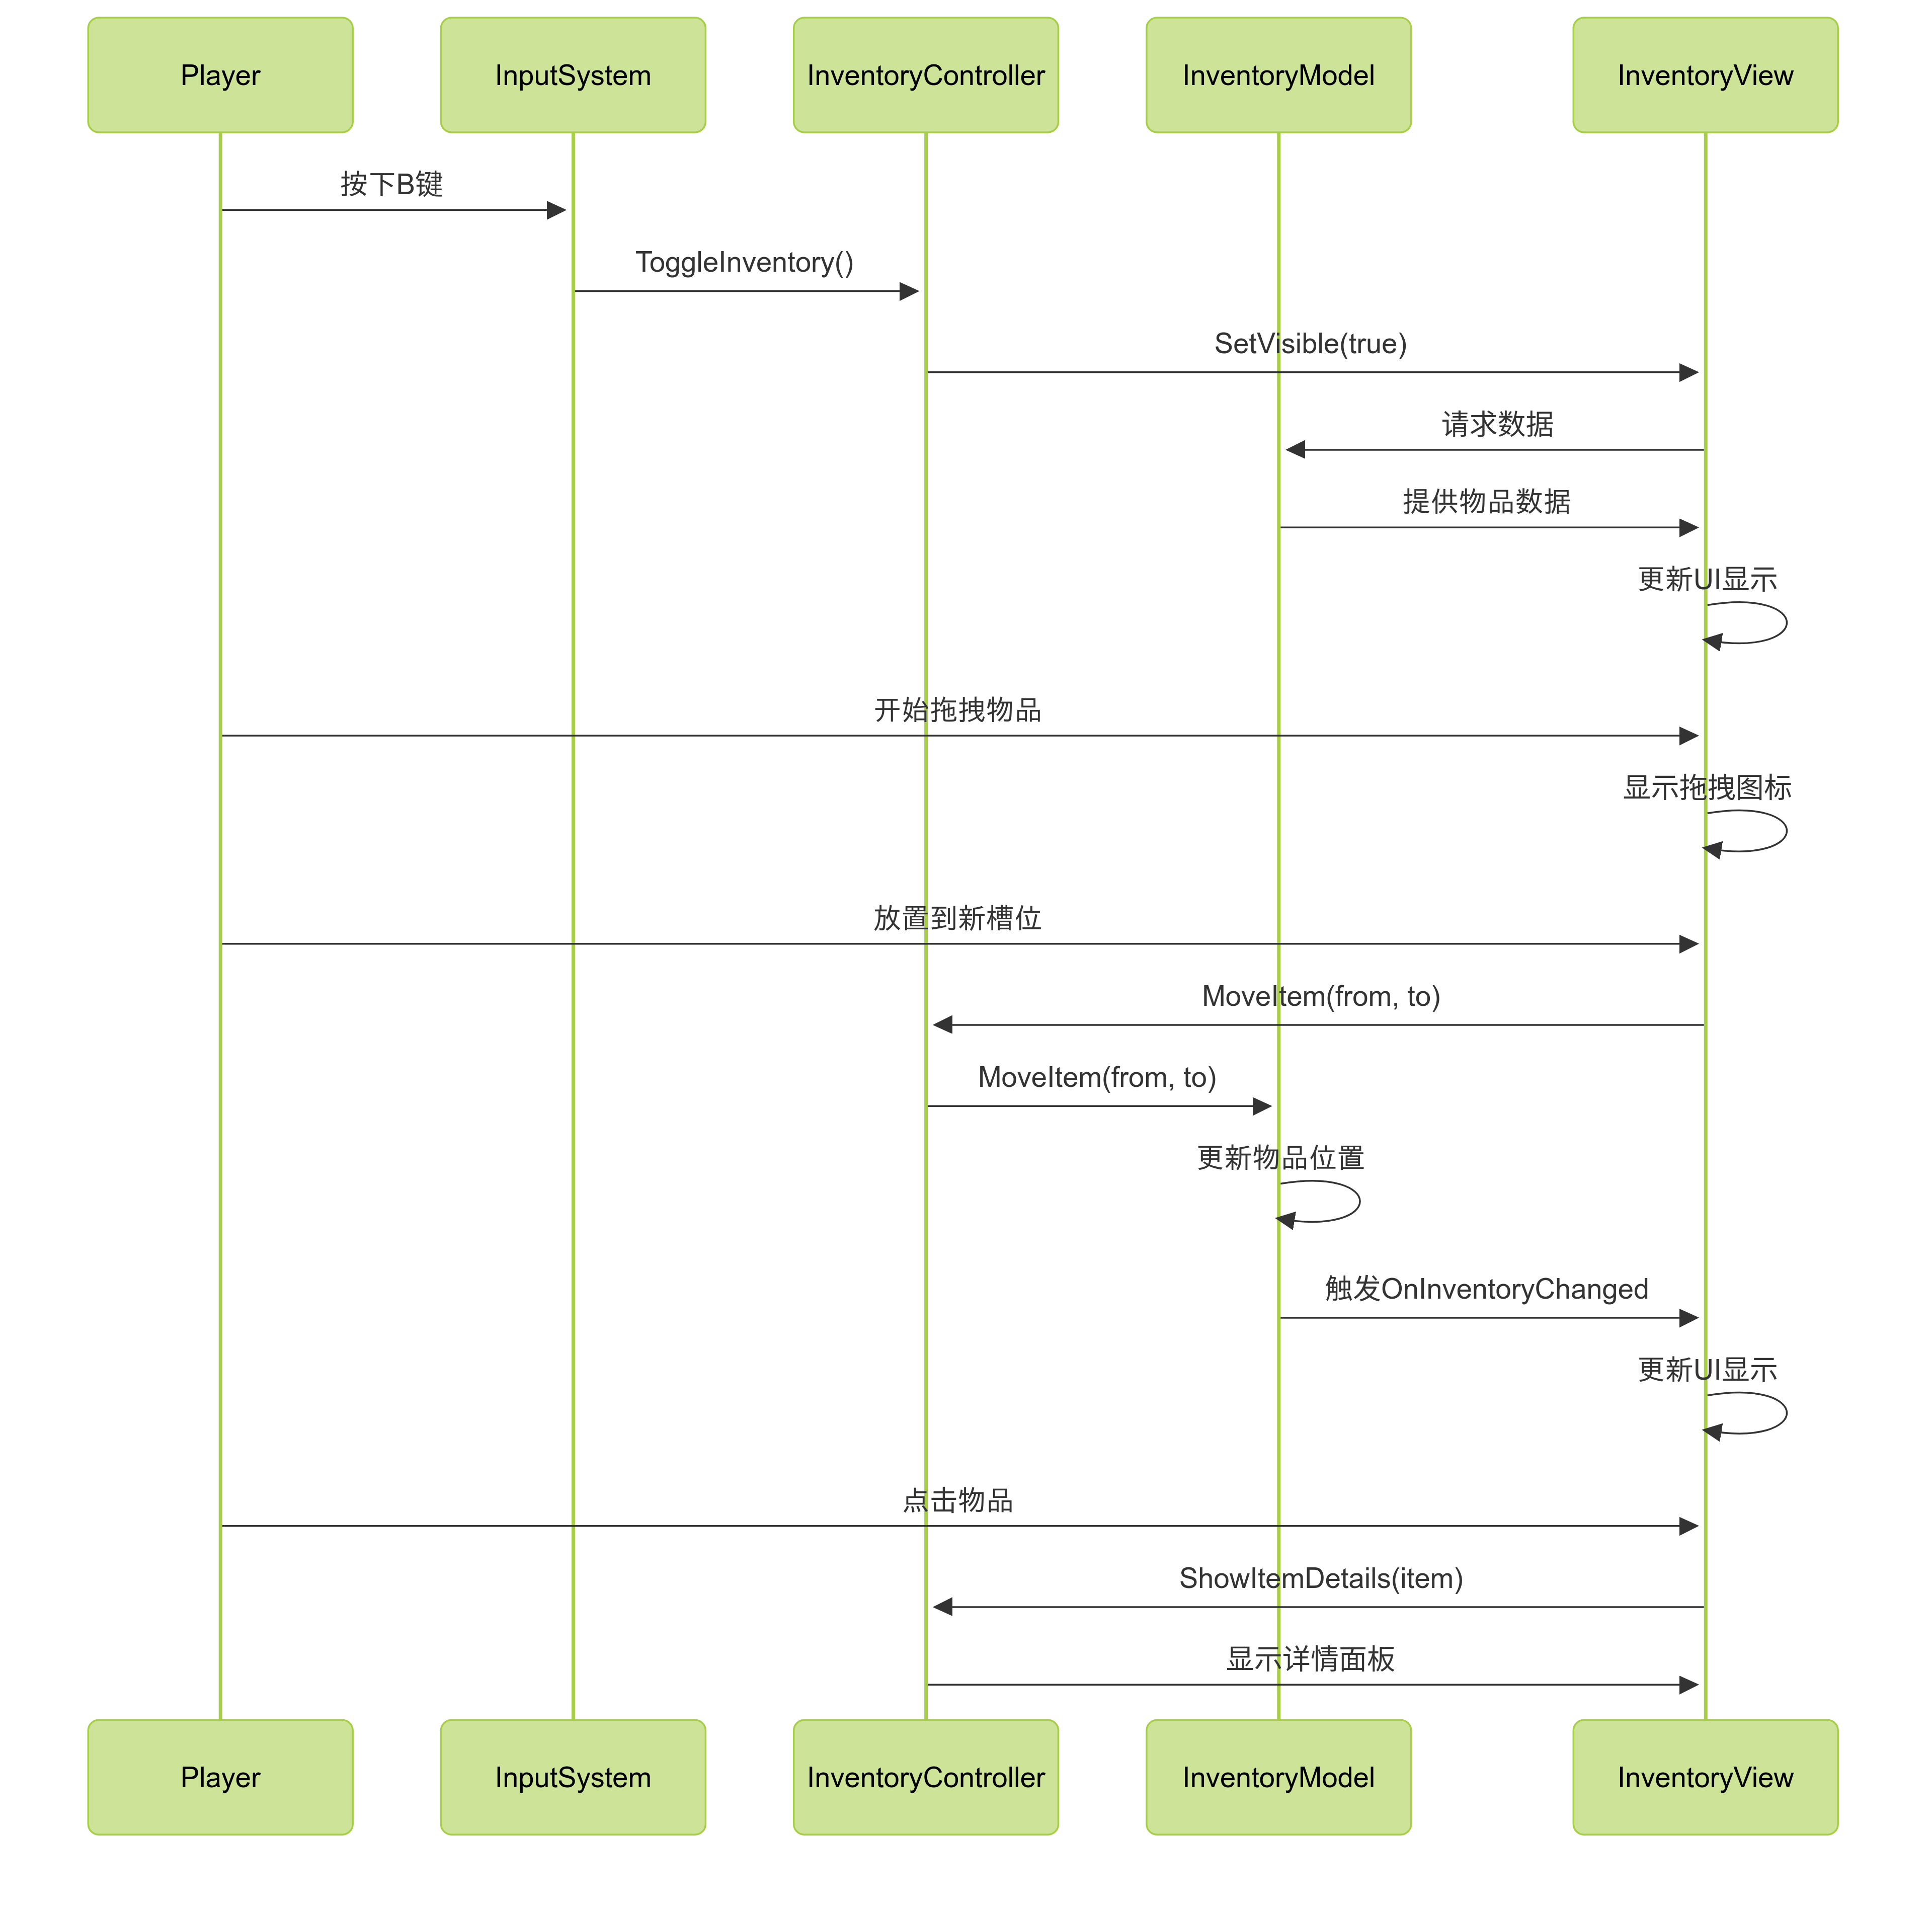 Player
InputSystem
InventoryController
InventoryModel
InventoryView
按下B键
ToggleInventory()
SetVisible(true)
请求数据
提供物品数据
更新UI显示
开始拖拽物品
显示拖拽图标
放置到新槽位
MoveItem(from, to)
MoveItem(from, to)
更新物品位置
触发OnInventoryChanged
更新UI显示
点击物品
ShowItemDetails(item)
显示详情面板
Player
InputSystem
InventoryController
InventoryModel
InventoryView